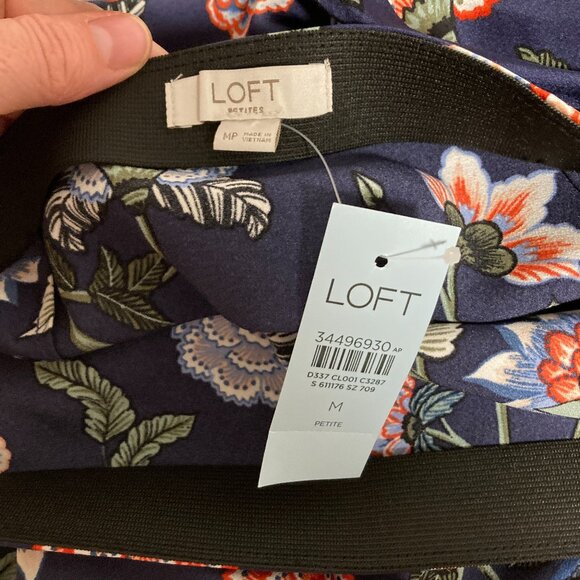 LOFT
PETITES
MP
MADE IN
VIETNAM
LOFT
34496930 AP
D337 CL001 C3287
S 611176 SZ 709
M
PETITE